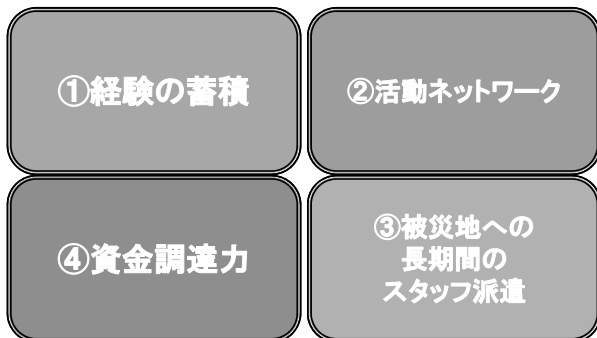 ①経験の蓄積
②活動ネットワーク
④資金調達力
③被災地への
長期間の
スタッフ派遣